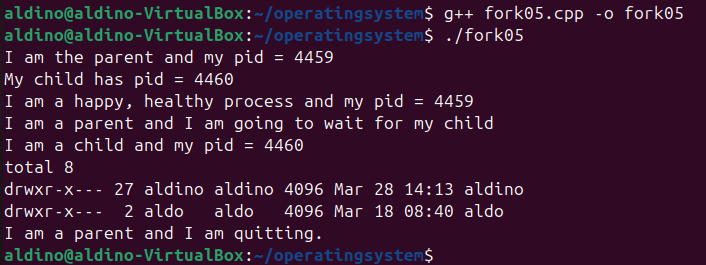 aldino@aldino-VirtualBox:~/operatingsystem$ g++ fork05.cpp -o fork05
aldino@aldino-VirtualBox:~/operatingsystem$ ./fork05
I am the parent and my pid = 4459
My child has pid = 4460
I am a happy, healthy process and my pid = 4459
I am a parent and I am going to wait for my child
I am a child and my pid = 4460
total 8
drwxr-x--- 27 aldino aldino 4096 Mar 28 14:13 aldino
drwxr-x---  2 aldo   aldo   4096 Mar 18 08:40 aldo
I am a parent and I am quitting.
aldino@aldino-VirtualBox:~/operatingsystem$